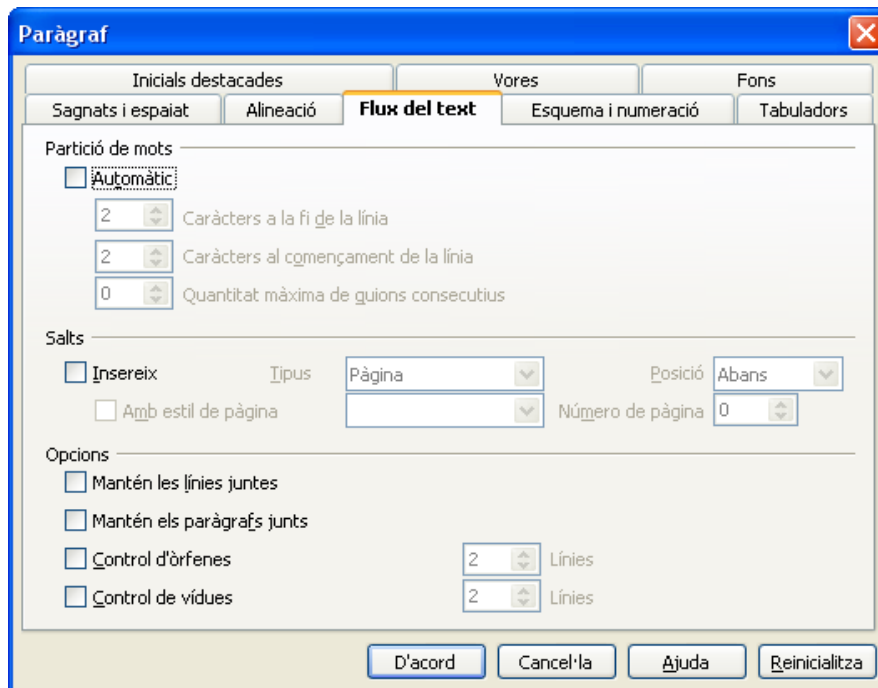 Paràgraf
Inicials destacades Vores Fons
Sagnats i espaiat Alineació Flux del text Esquema i numeració Tabuladors
Partició de mots
Automàtic
2 Caràcters a la fi de la línia
2 Caràcters al començament de la línia
0 Quantitat màxima de guions consecutius
Salts
Insereix Tipus Pàgina Posició Abans
Amb estil de pàgina Número de pàgina 0
Opcions
Mantén les línies juntes
Mantén els paràgrafs junts
Control d'òrfenes 2 Línies
Control de vídues 2 Línies
D'acord Cancel·la Ajuda Reinicialitza